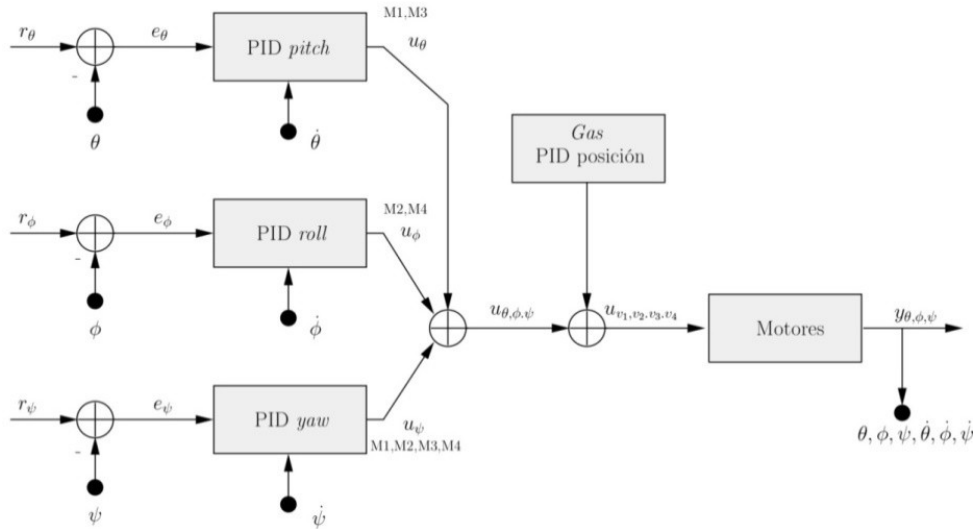 M1,M3
r_θ
e_θ
PID pitch
u_θ
-
θ
θ̇
Gas
PID posición
M2,M4
r_ϕ
e_ϕ
PID roll
u_ϕ
-
ϕ
ϕ̇
u_θ,ϕ.ψ
u_v₁,v₂.v₃.v₄
Motores
y_θ,ϕ,ψ
r_ψ
e_ψ
PID yaw
u_ψ
M1,M2,M3,M4
-
θ, ϕ, ψ, θ̇, ϕ̇, ψ̇
ψ
ψ̇